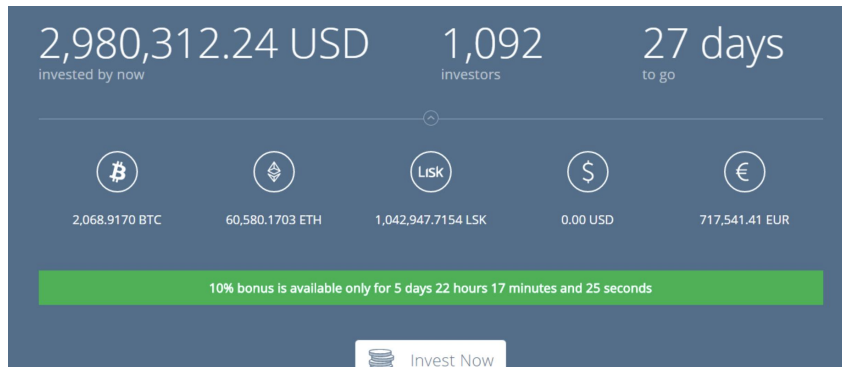 2,980,312.24 USD 1,092 27 days
invested by now investors to go
Lısk $ €
2,068.9170 BTC 60,580.1703 ETH 1,042,947.7154 LSK 0.00 USD 717,541.41 EUR
10% bonus is available only for 5 days 22 hours 17 minutes and 25 seconds
Invest Now